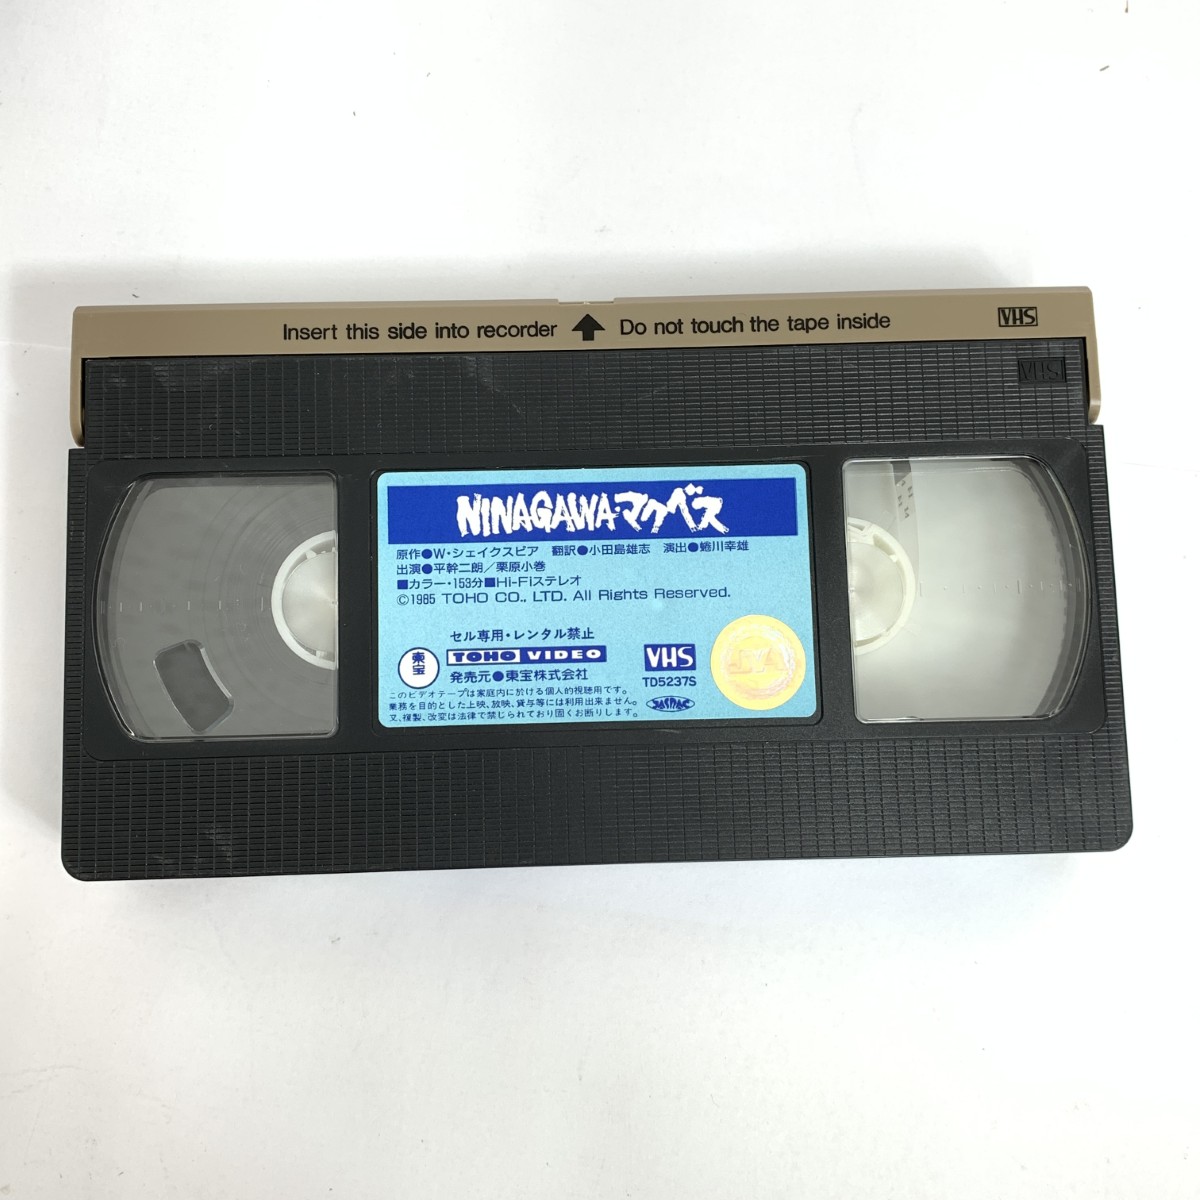 Insert this side into recorder Do not touch the tape inside
VHS
VHS
NINAGAWA・マクベス
原作●W・シェイクスピア 翻訳●小田島雄志 演出●蜷川幸雄
出演●平幹二朗／栗原小巻
■カラー・153分■Hi-Fiステレオ
©1985 TOHO CO., LTD. All Rights Reserved.
セル専用・レンタル禁止
東宝
TOHO VIDEO
発売元●東宝株式会社
VHS
TD5237S
JASRAC
このビデオテープは家庭内に於ける個人的視聴用です。
業務を目的とした上映、放映、貸与等には利用出来ません。
又、複製、改変は法律で禁じられており固くお断りします。